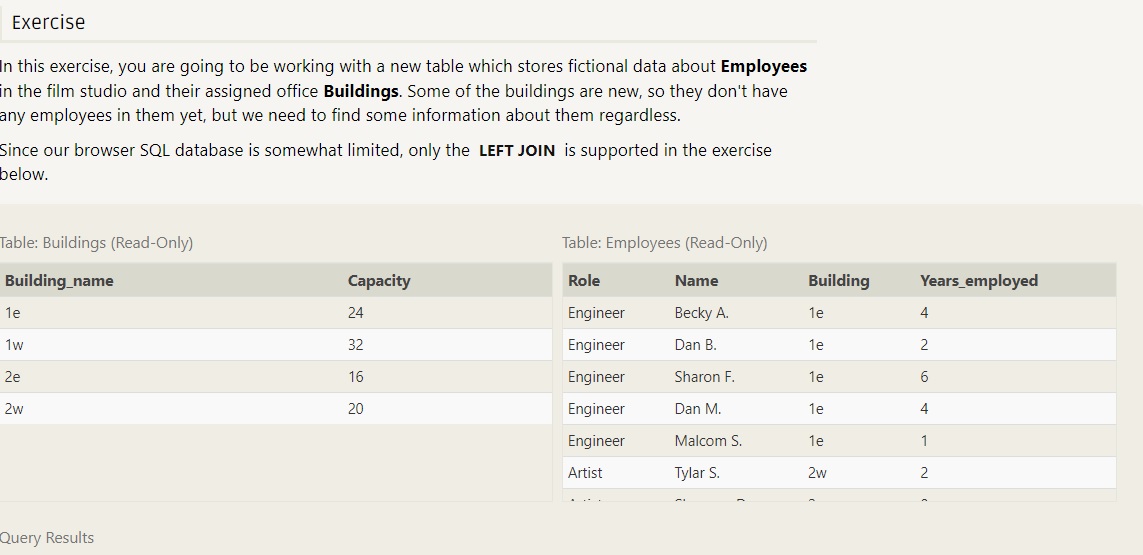 Exercise
In this exercise, you are going to be working with a new table which stores fictional data about Employees
in the film studio and their assigned office Buildings. Some of the buildings are new, so they don't have
any employees in them yet, but we need to find some information about them regardless.
Since our browser SQL database is somewhat limited, only the LEFT JOIN is supported in the exercise
below.
Table: Buildings (Read-Only)
Building_name Capacity
1e 24
1w 32
2e 16
2w 20
Table: Employees (Read-Only)
Role Name Building Years_employed
Engineer Becky A. 1e 4
Engineer Dan B. 1e 2
Engineer Sharon F. 1e 6
Engineer Dan M. 1e 4
Engineer Malcom S. 1e 1
Artist Tylar S. 2w 2
Query Results